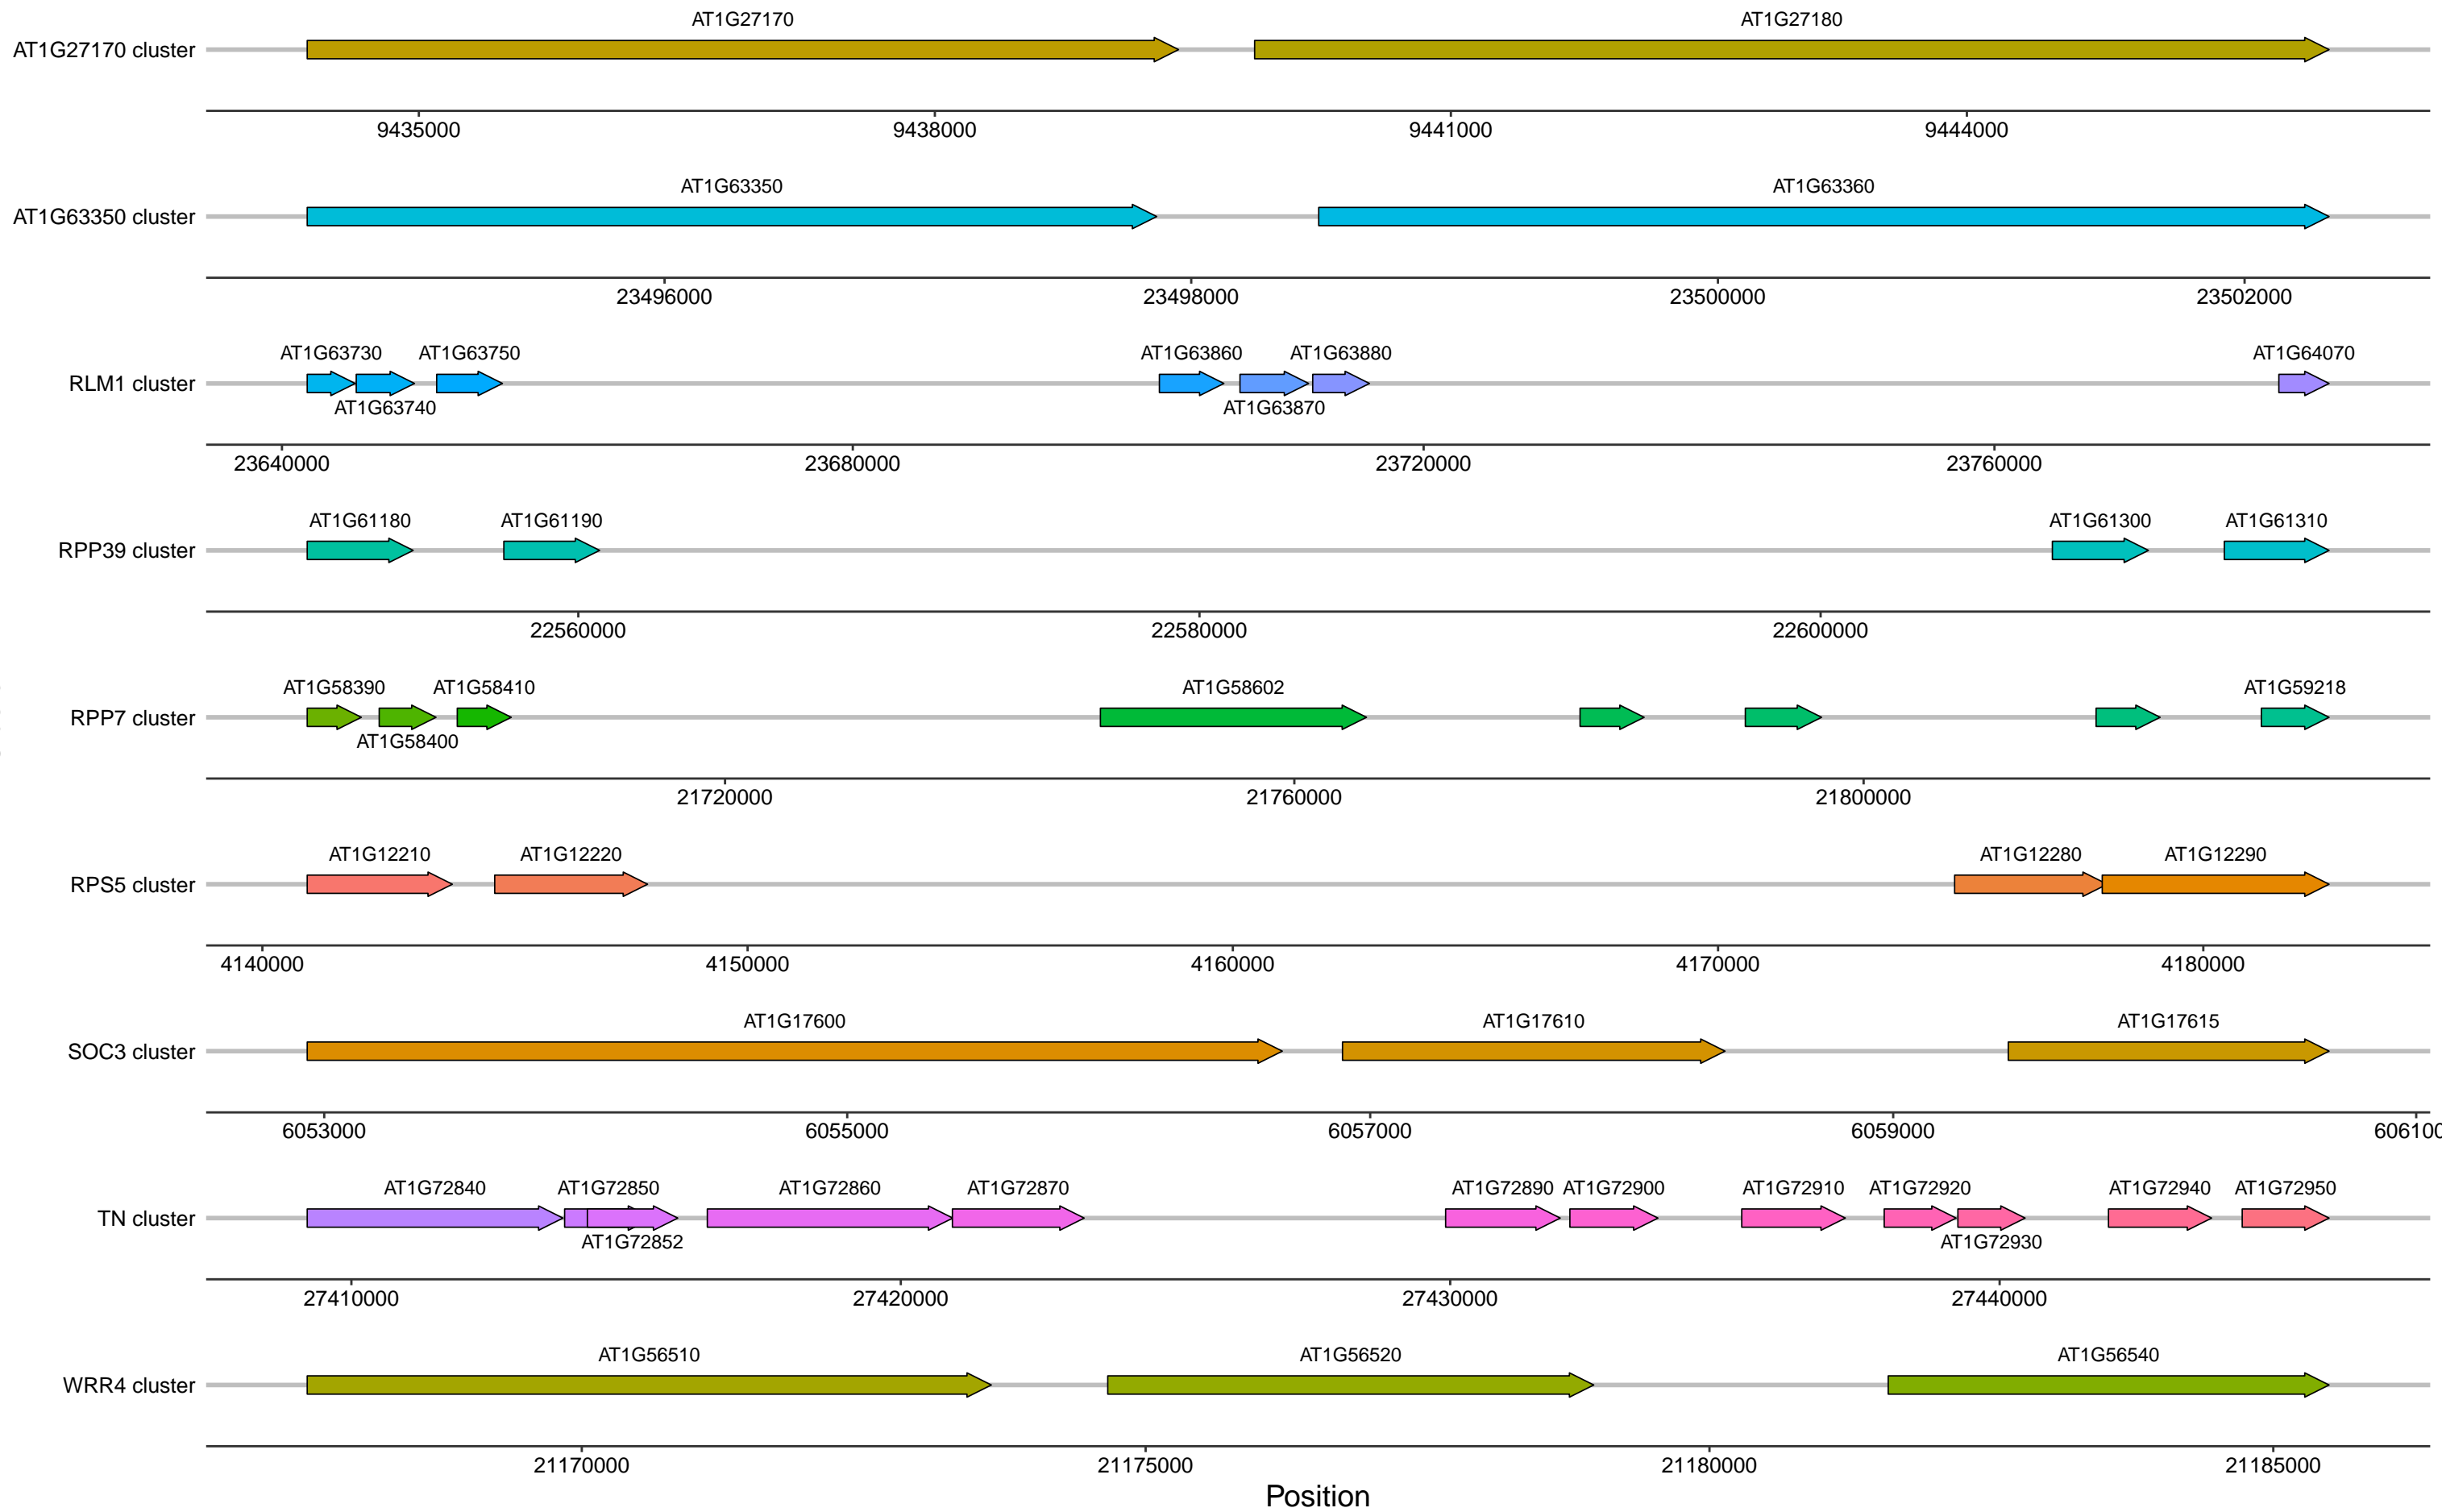 AT1G27170 AT1G27180
AT1G27170 cluster
9435000 9438000 9441000 9444000
AT1G63350 AT1G63360
AT1G63350 cluster
23496000 23498000 23500000 23502000
AT1G63730 AT1G63750 AT1G63860 AT1G63880 AT1G64070
RLM1 cluster
AT1G63740 AT1G63870
23640000 23680000 23720000 23760000
AT1G61180 AT1G61190 AT1G61300 AT1G61310
RPP39 cluster
22560000 22580000 22600000
AT1G58390 AT1G58410 AT1G58602 AT1G59218
RPP7 cluster
AT1G58400
21720000 21760000 21800000
AT1G12210 AT1G12220 AT1G12280 AT1G12290
RPS5 cluster
4140000 4150000 4160000 4170000 4180000
AT1G17600 AT1G17610 AT1G17615
SOC3 cluster
6053000 6055000 6057000 6059000
AT1G72840 AT1G72850 AT1G72860 AT1G72870 AT1G72890 AT1G72900 AT1G72910 AT1G72920 AT1G72940 AT1G72950
TN cluster
AT1G72852 AT1G72930
27410000 27420000 27430000 27440000
AT1G56510 AT1G56520 AT1G56540
WRR4 cluster
21170000 21175000 21180000 21185000
Position